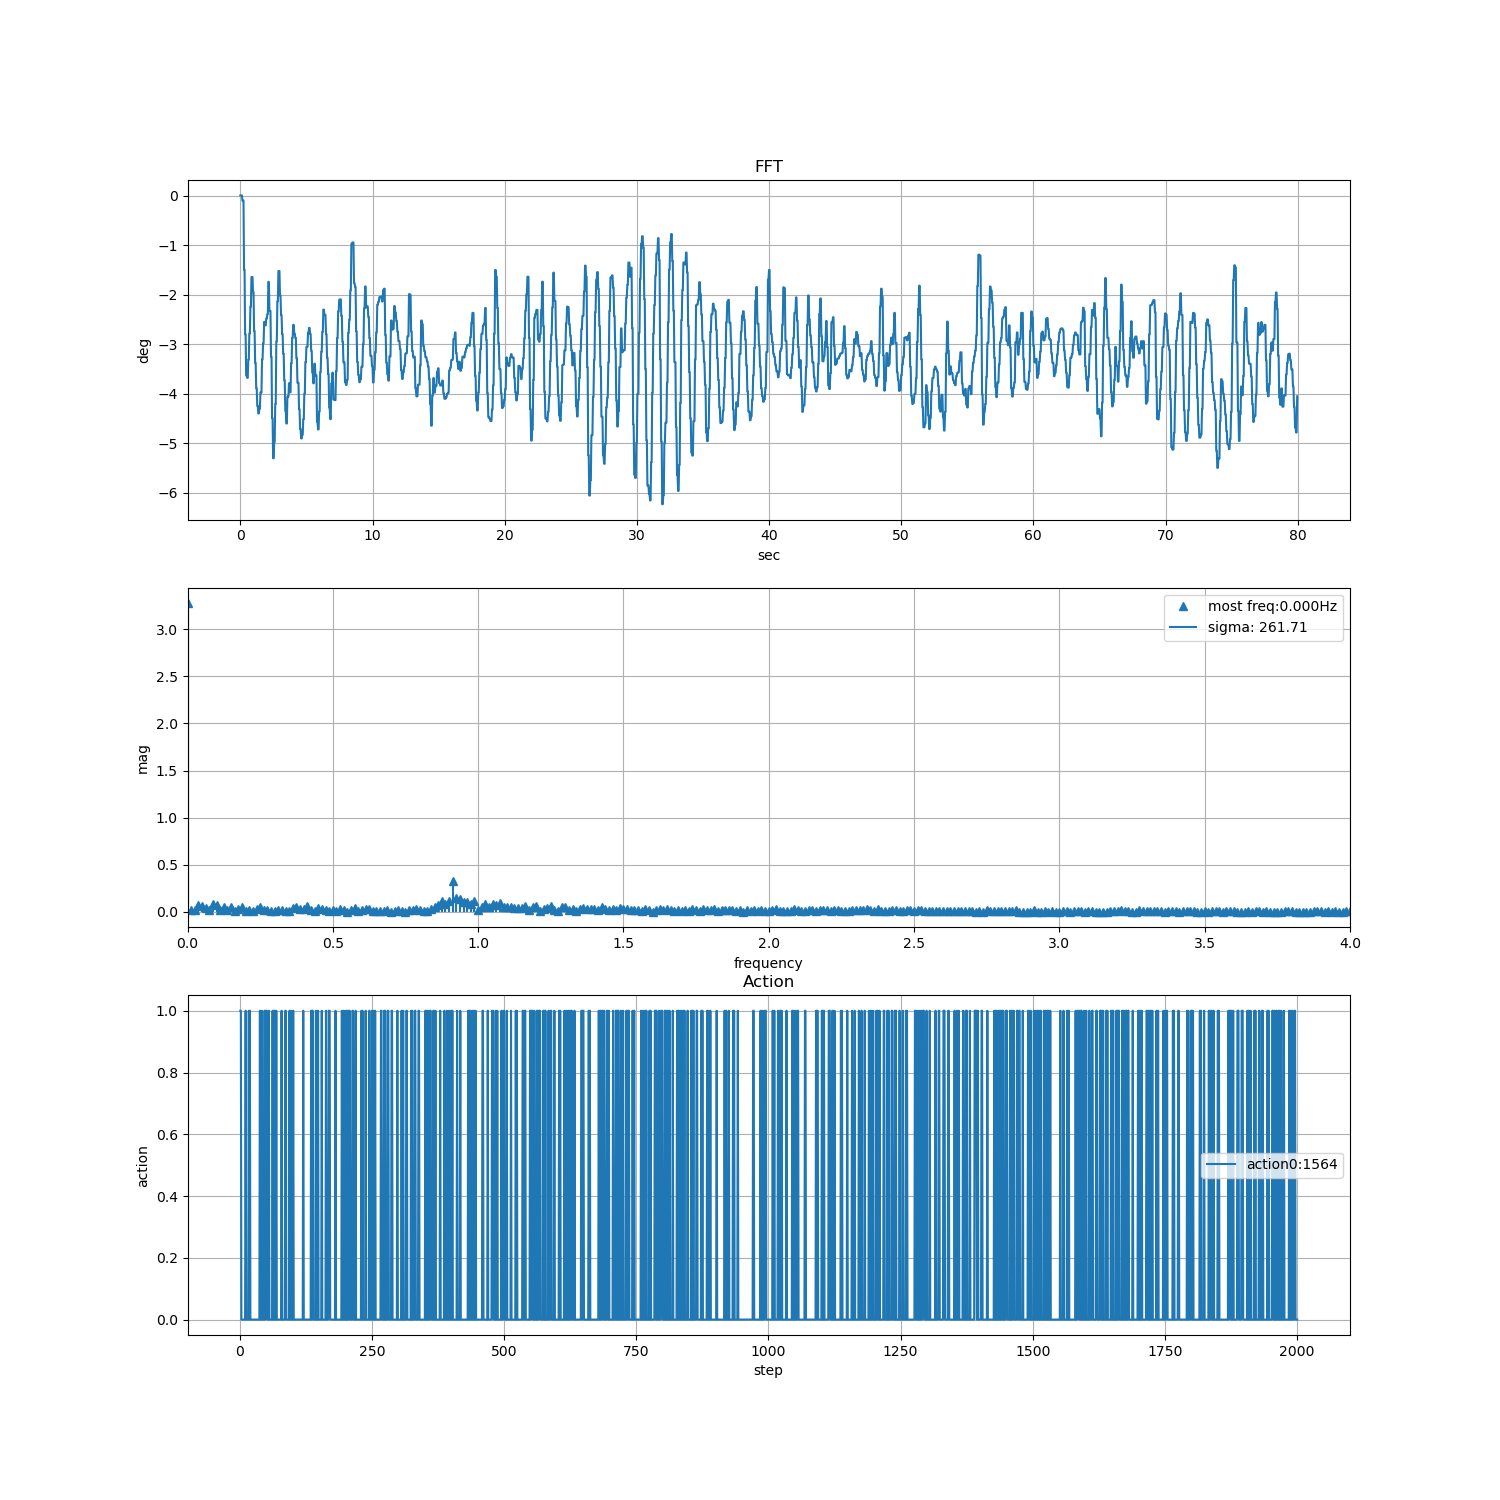 FFT
0
−1
−2
−3
−4
−5
−6
deg
0 10 20 30 40 50 60 70 80
sec
3.0
2.5
2.0
1.5
1.0
0.5
0.0
mag
most freq:0.000Hz
sigma: 261.71
0.0 0.5 1.0 1.5 2.0 2.5 3.0 3.5 4.0
frequency
Action
1.0
0.8
0.6
0.4
0.2
0.0
action
action0:1564
0 250 500 750 1000 1250 1500 1750 2000
step